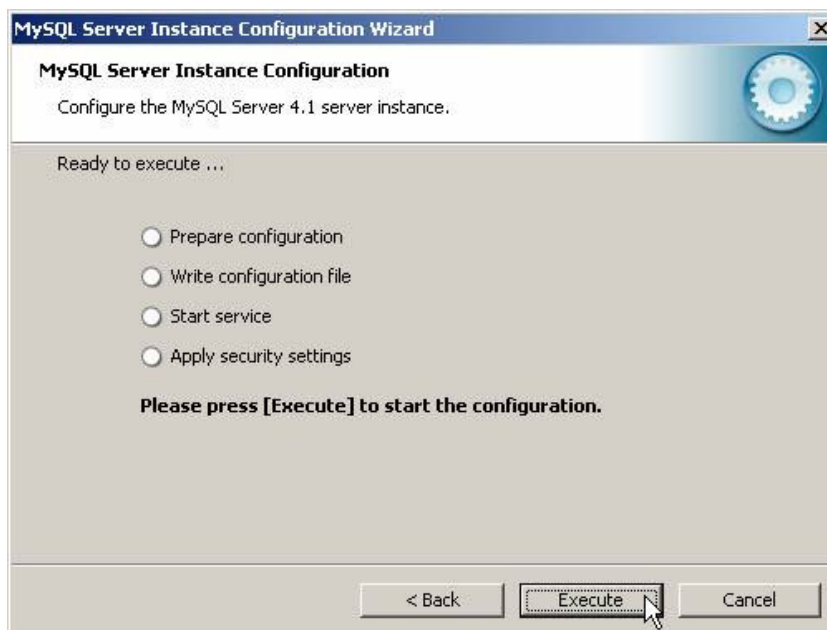 MySQL Server Instance Configuration Wizard
MySQL Server Instance Configuration
Configure the MySQL Server 4.1 server instance.
Ready to execute ...
Prepare configuration
Write configuration file
Start service
Apply security settings
Please press [Execute] to start the configuration.
< Back Execute Cancel